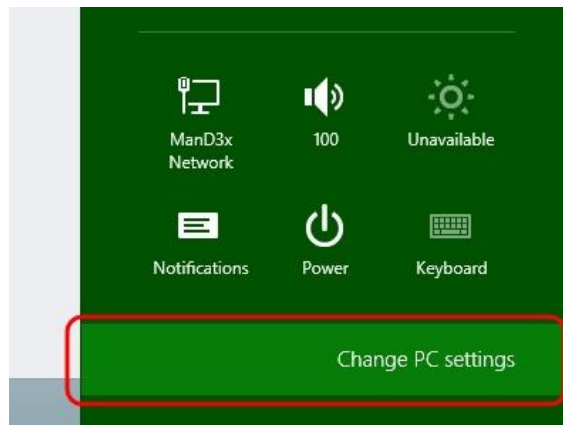 ManD3x
Network
100
Unavailable
Notifications
Power
Keyboard
Change PC settings